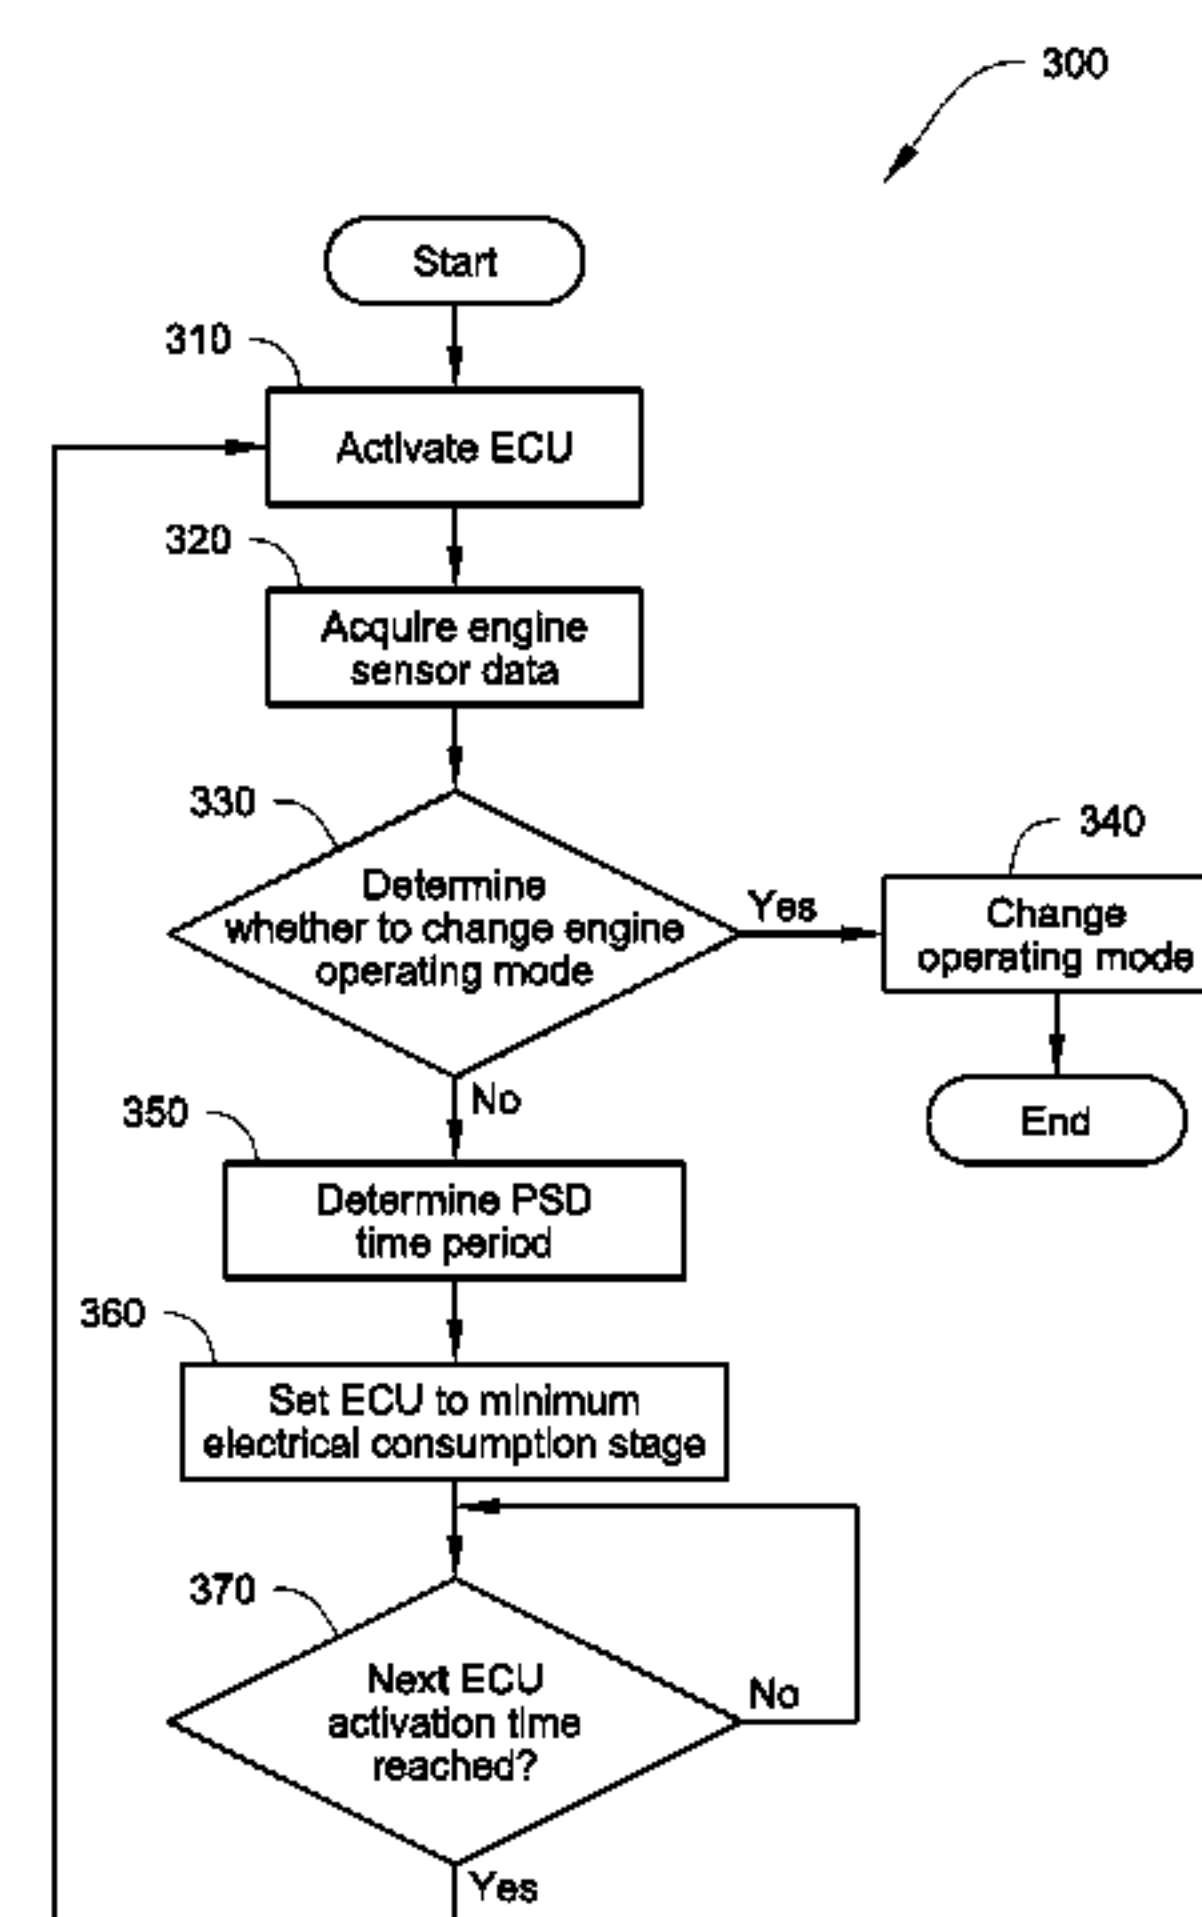 300
Start
310
Activate ECU
320
Acquire engine
sensor data
330
Determine
whether to change engine
operating mode
Yes
340
Change
operating mode
End
No
350
Determine PSD
time period
360
Set ECU to minimum
electrical consumption stage
370
Next ECU
activation time
reached?
No
Yes